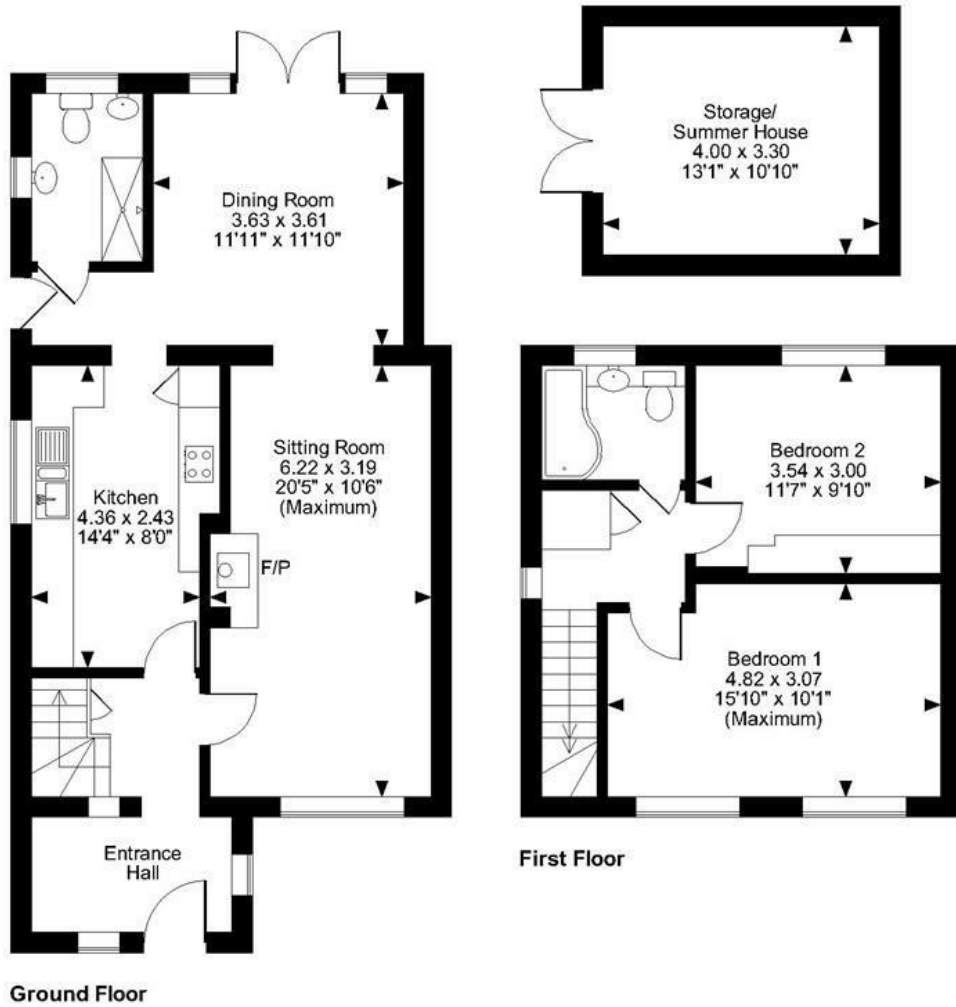 Storage/
Summer House
4.00 x 3.30
13'1" x 10'10"
Dining Room
3.63 x 3.61
11'11" x 11'10"
Kitchen
4.36 x 2.43
14'4" x 8'0"
Sitting Room
6.22 x 3.19
20'5" x 10'6"
(Maximum)
F/P
Entrance
Hall
Ground Floor
Bedroom 2
3.54 x 3.00
11'7" x 9'10"
Bedroom 1
4.82 x 3.07
15'10" x 10'1"
(Maximum)
First Floor